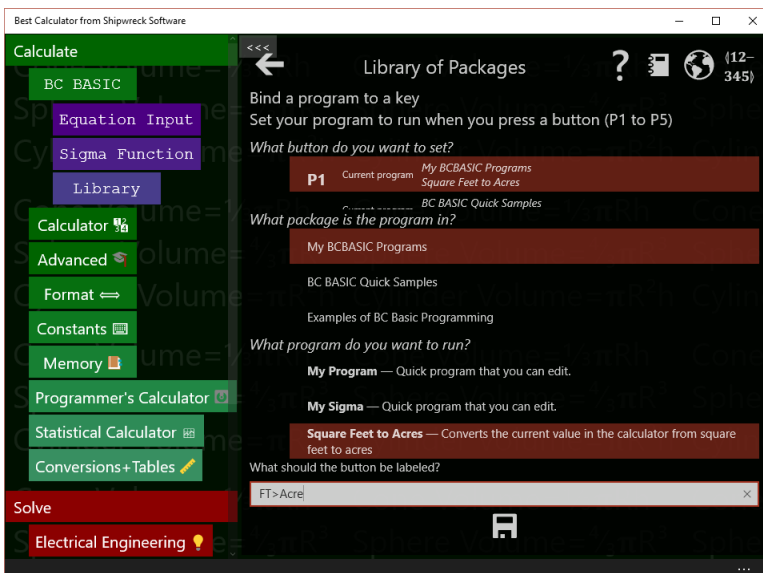 Best Calculator from Shipwreck Software
Calculate
BC BASIC
Equation Input
Sigma Function
Library
Calculator
Advanced
Format
Constants
Memory
Programmer's Calculator
Statistical Calculator
Conversions+Tables
Solve
Electrical Engineering
<<<
Library of Packages
?
(12-
345)
Bind a program to a key
Set your program to run when you press a button (P1 to P5)
What button do you want to set?
P1 Current program My BCBASIC Programs
Square Feet to Acres
Current program BC BASIC Quick Samples
What package is the program in?
My BCBASIC Programs
BC BASIC Quick Samples
Examples of BC Basic Programming
What program do you want to run?
My Program — Quick program that you can edit.
My Sigma — Quick program that you can edit.
Square Feet to Acres — Converts the current value in the calculator from square
feet to acres
What should the button be labeled?
FT>Acre